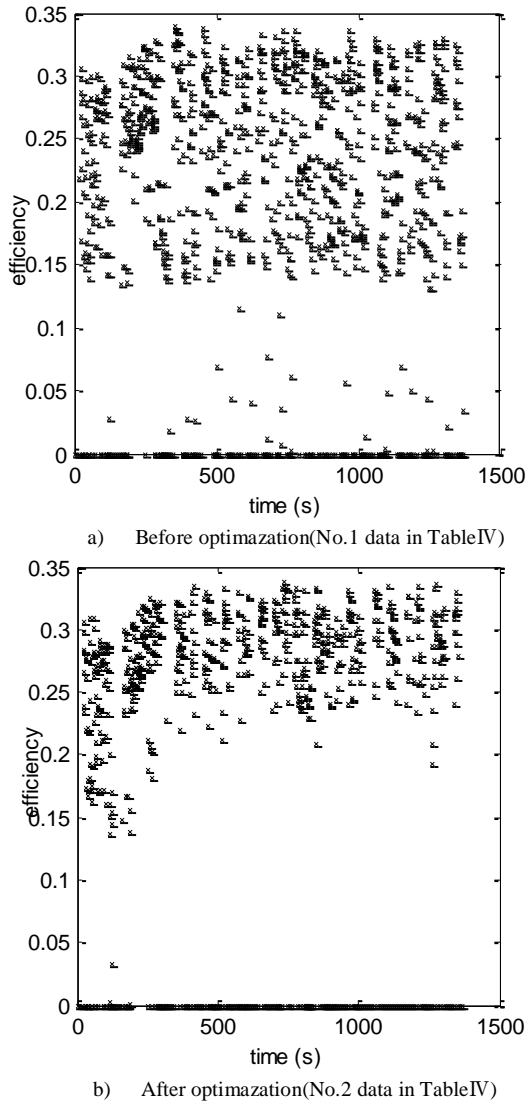 0.35
0.3
0.25
0.2
0.15
0.1
0.05
0
efficiency
0 500 1000 1500
time (s)
a) Before optimazation(No.1 data in TableIV)
0.35
0.3
0.25
0.2
0.15
0.1
0.05
0
efficiency
0 500 1000 1500
time (s)
b) After optimazation(No.2 data in TableIV)